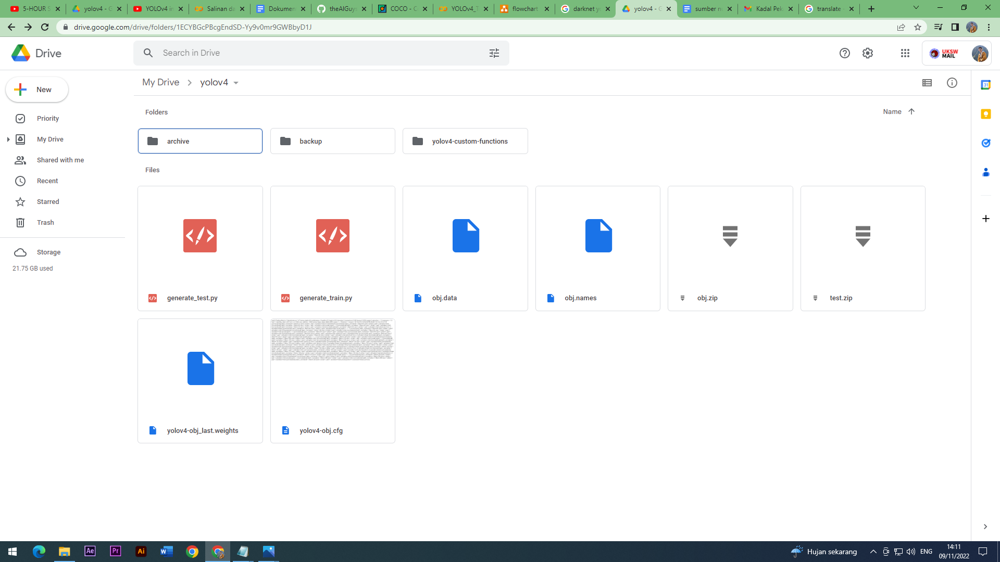 5-HOUR S
yolov4 - G
YOLOv4 in
Salinan da
Dokumen
theAIGuys
COCO - C
YOLOv4_T
flowchart
darknet yo
yolov4 - G
sumber n
Kadal Pek
translate -
drive.google.com/drive/folders/1ECYBGcPBcgEndSD-Yy9v0mr9GWBbyD1J
Drive
Search in Drive
UKSW
MAIL
New
My Drive
yolov4
31
Priority
My Drive
Shared with me
Recent
Starred
Trash
Storage
21.75 GB used
Folders
Name
archive
backup
yolov4-custom-functions
Files
generate_test.py
generate_train.py
obj.data
obj.names
obj.zip
test.zip
yolov4-obj_last.weights
yolov4-obj.cfg
Ae
Pr
Ai
W
Hujan sekarang
ENG
14:11
09/11/2022